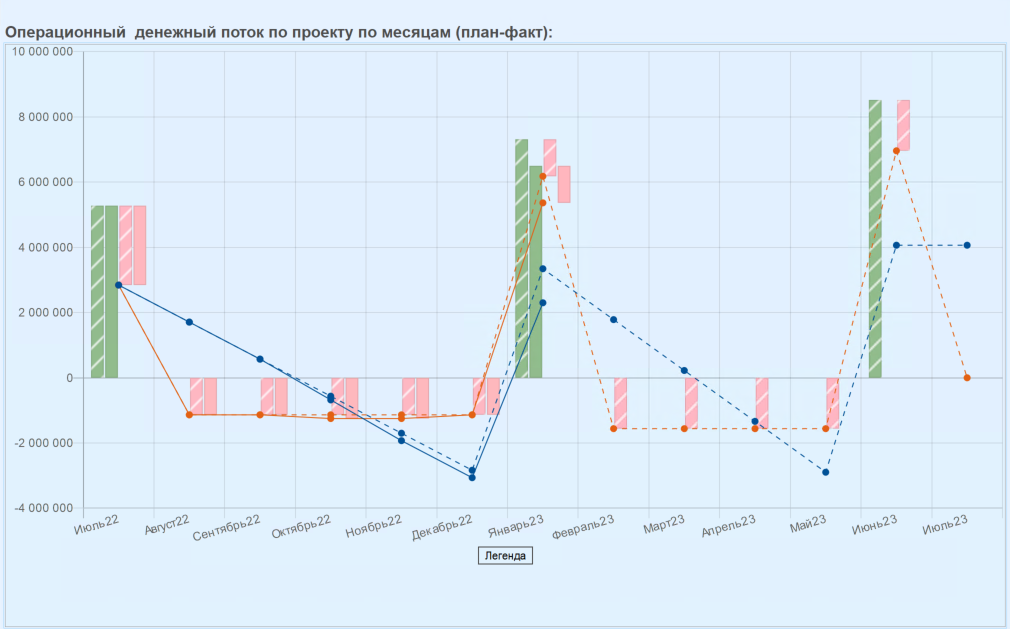 Операционный  денежный поток по проекту по месяцам (план-факт):
10 000 000
8 000 000
6 000 000
4 000 000
2 000 000
0
-2 000 000
-4 000 000
Июль22 Август22 Сентябрь22 Октябрь22 Ноябрь22 Декабрь22 Январь23 Февраль23 Март23 Апрель23 Май23 Июнь23 Июль23
Легенда